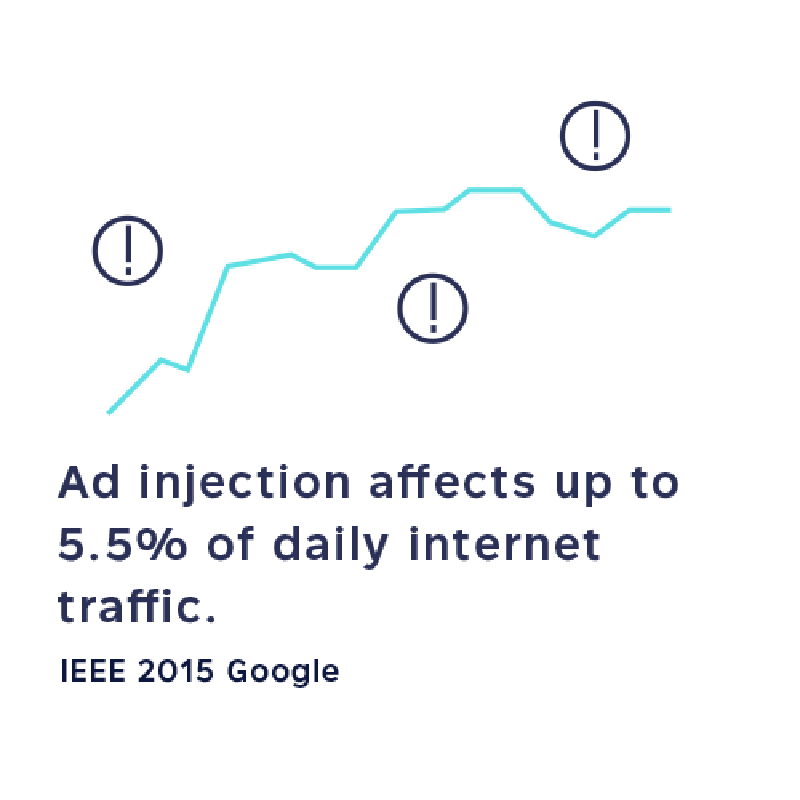 Ad injection affects up to
5.5% of daily internet
traffic.
IEEE 2015 Google